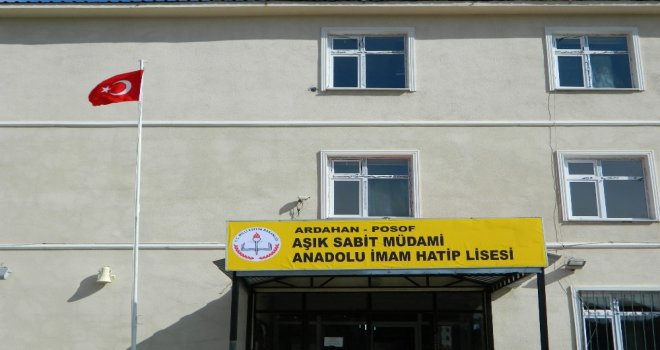 ARDAHAN - POSOF
AŞIK SABİT MÜDAMİ
ANADOLU İMAM HATİP LİSESİ